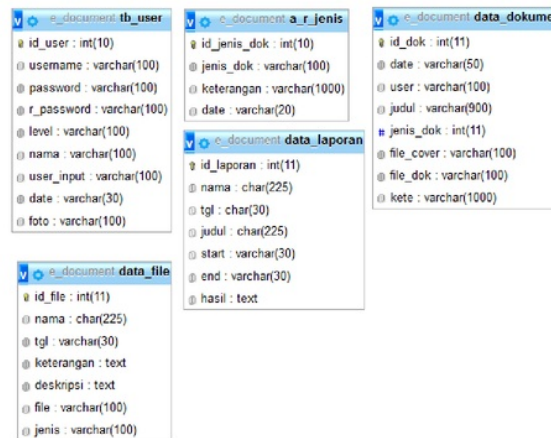 e_document tb_user
id_user : int(10)
username : varchar(100)
password : varchar(100)
r_password : varchar(100)
level : varchar(100)
nama : varchar(100)
user_input : varchar(100)
date : varchar(30)
foto : varchar(100)
e_document a_r_jenis
id_jenis_dok : int(10)
jenis_dok : varchar(100)
keterangan : varchar(1000)
date : varchar(20)
e_document data_dokume
id_dok : int(11)
date : varchar(50)
user : varchar(100)
judul : varchar(900)
# jenis_dok : int(11)
file_cover : varchar(100)
file_dok : varchar(100)
kete : varchar(1000)
e_document data_laporan
id_laporan : int(11)
nama : char(225)
tgl : char(30)
judul : char(225)
start : varchar(30)
end : varchar(30)
hasil : text
e_document data_file
id_file : int(11)
nama : char(225)
tgl : varchar(30)
keterangan : text
deskripsi : text
file : varchar(100)
jenis : varchar(100)